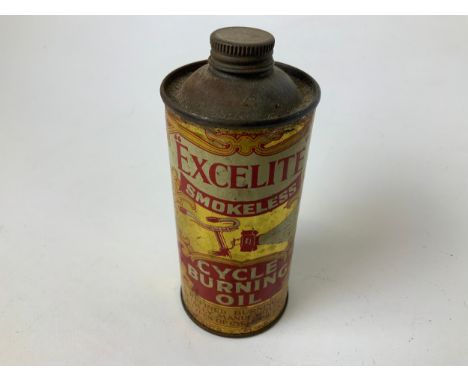 "EXCELITE
SMOKELESS
CYCLE
BURNING
OIL